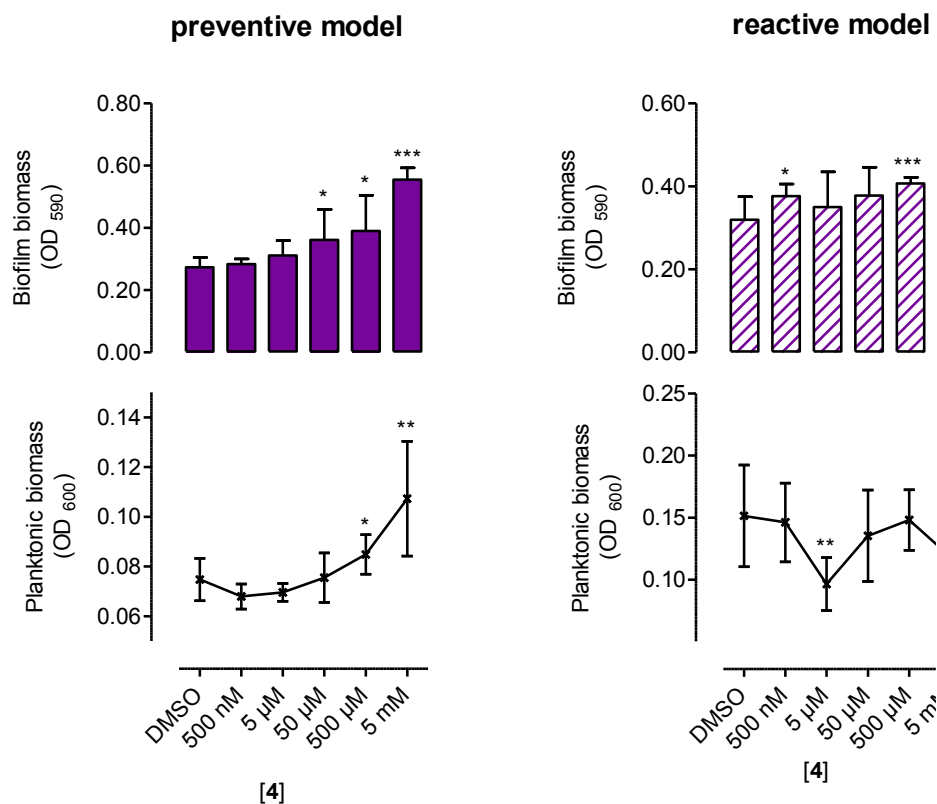 preventive model
Biofilm biomass
(OD 590)
0.80
0.60
0.40
0.20
0.00
* * ***
Planktonic biomass
(OD 600)
0.14
0.12
0.10
0.08
0.06
* **
DMSO
500 nM
5 µM
50 µM
500 µM
5 mM
[4]
reactive model
Biofilm biomass
(OD 590)
0.60
0.40
0.20
0.00
* ***
Planktonic biomass
(OD 600)
0.25
0.20
0.15
0.10
**
DMSO
500 nM
5 µM
50 µM
500 µM
5 m
[4]